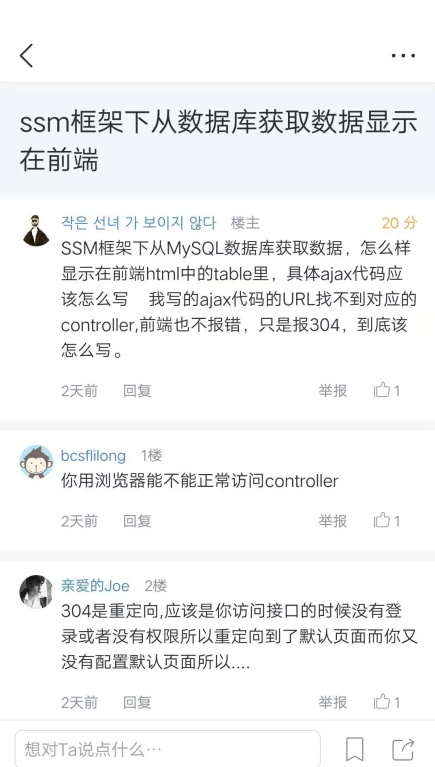 ssm框架下从数据库获取数据显示
在前端
작은 선녀 가 보이지 않다 楼主 20 分
SSM框架下从MySQL数据库获取数据，怎么样
显示在前端html中的table里，具体ajax代码应
该怎么写 我写的ajax代码的URL找不到对应的
controller,前端也不报错，只是报304，到底该
怎么写。
2天前 回复 举报 1
bcsflilong 1楼
你用浏览器能不能正常访问controller
2天前 回复 举报 1
亲爱的Joe 2楼
304是重定向,应该是你访问接口的时候没有登
录或者没有权限所以重定向到了默认页面而你又
没有配置默认页面所以....
2天前 回复 举报 1
想对Ta说点什么…